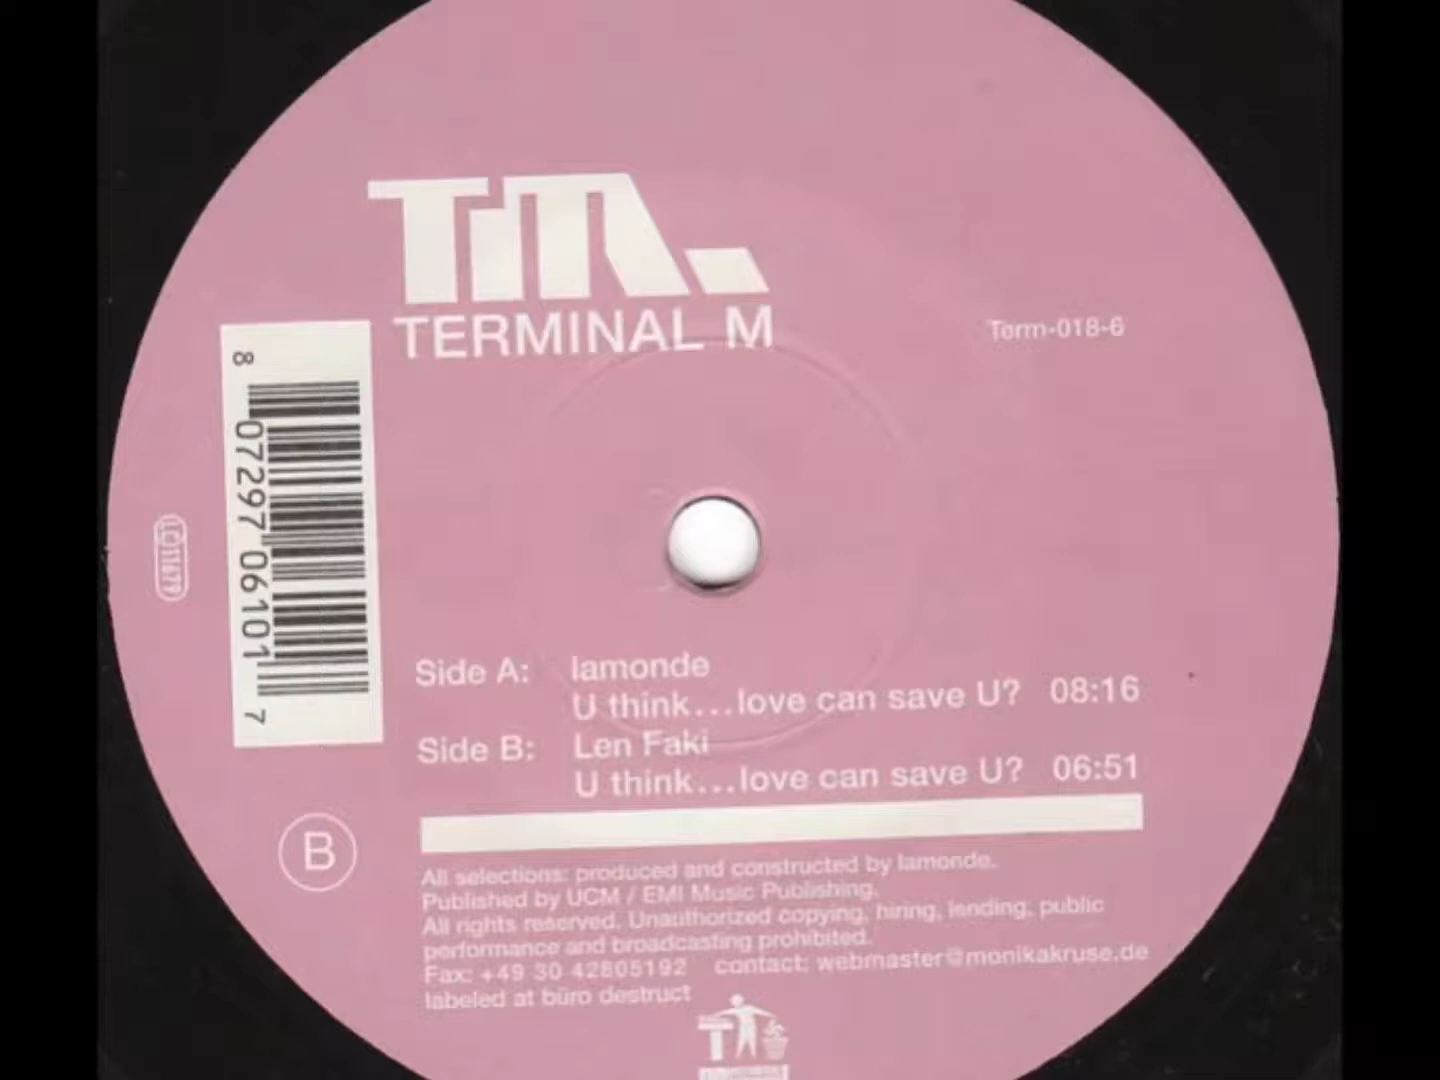 TM.
TERMINAL M
Term-018-6
8 07297 06101 7
LC 11679
Side A: lamonde
U think...love can save U? 08:16
Side B: Len Faki
U think...love can save U? 06:51
B
All selections: produced and constructed by lamonde.
Published by UCM / EMI Music Publishing.
All rights reserved. Unauthorized copying, hiring, lending, public
performance and broadcasting prohibited.
Fax: +49 30 42805192 contact: webmaster@monikakruse.de
labeled at büro destruct